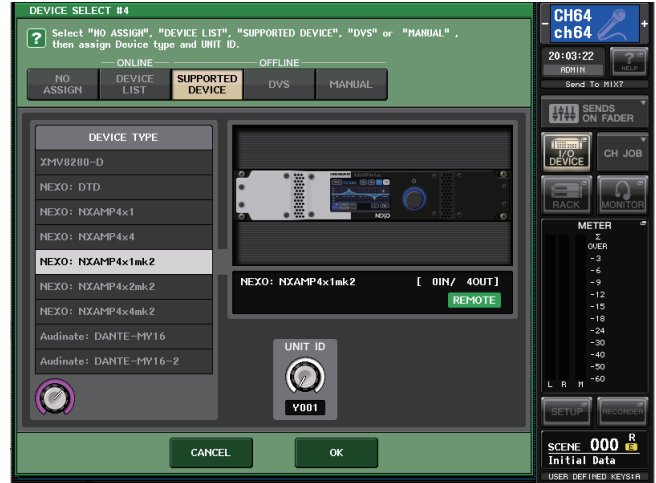 DEVICE SELECT #4
Select "NO ASSIGN", "DEVICE LIST", "SUPPORTED DEVICE", "DVS" or "MANUAL" ,
then assign Device type and UNIT ID.
?
ONLINE
OFFLINE
NO ASSIGN
DEVICE LIST
SUPPORTED DEVICE
DVS
MANUAL
DEVICE TYPE
XMV8280-D
NEXO: DTD
NEXO: NXAMP4x1
NEXO: NXAMP4x4
NEXO: NXAMP4x1mk2
NEXO: NXAMP4x2mk2
NEXO: NXAMP4x4mk2
Audinate: DANTE-MY16
Audinate: DANTE-MY16-2
NEXO
NEXO: NXAMP4x1mk2 [ 0IN/ 4OUT]
REMOTE
UNIT ID
Y001
CANCEL
OK
- CH64 +
ch64
20:03:22
ADMIN
?
HELP
Send To MIX7
SENDS ON FADER
I/O DEVICE
CH JOB
RACK
MONITOR
METER
Σ
OVER
-3
-6
-9
-12
-15
-18
-24
-30
-40
-50
-60
L R M
SETUP
RECORDER
SCENE 000 R E
Initial Data
USER DEFINED KEYS:A